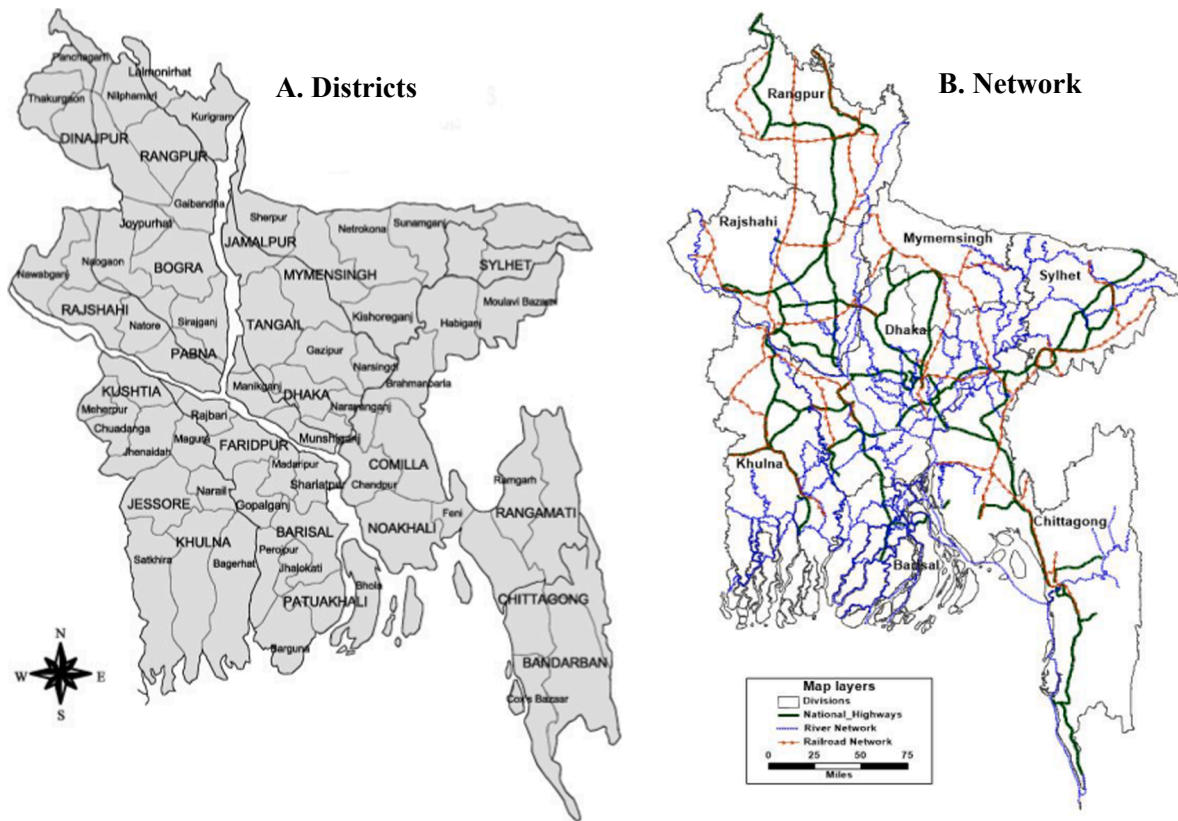 A. Districts
Panchagarh
Lalmonirhat
Thakurgaon
Nilphamari
Kurigram
DINAJPUR
RANGPUR
Gaibandha
Joypurhat
Sherpur
Netrokona
Sunamganj
JAMALPUR
Naogaon
Nawabganj
BOGRA
MYMENSINGH
SYLHET
Moulavi Bazar
RAJSHAHI
Natore
Sirajganj
TANGAIL
Kishoreganj
Habiganj
PABNA
Gazipur
Narsingdi
Brahmanbaria
KUSHTIA
Manikganj
DHAKA
Meherpur
Rajbari
Narayanganj
Chuadanga
Magura
FARIDPUR
Munshiganj
Jhenaidah
Madaripur
COMILLA
Shariatpur
Chandpur
Ramgarh
JESSORE
Narail
Gopalganj
NOAKHALI
Feni
RANGAMATI
KHULNA
BARISAL
Satkhira
Bagerhat
Perojpur
Jhalokati
Bhola
PATUAKHALI
CHITTAGONG
Barguna
BANDARBAN
Cox's Bazaar
N
W
E
S
B. Network
Rangpur
Rajshahi
Mymemsingh
Sylhet
Dhaka
Khulna
Chittagong
Barisal
Map layers
Divisions
National_Highways
River Network
Railroad Network
0 25 50 75
Miles